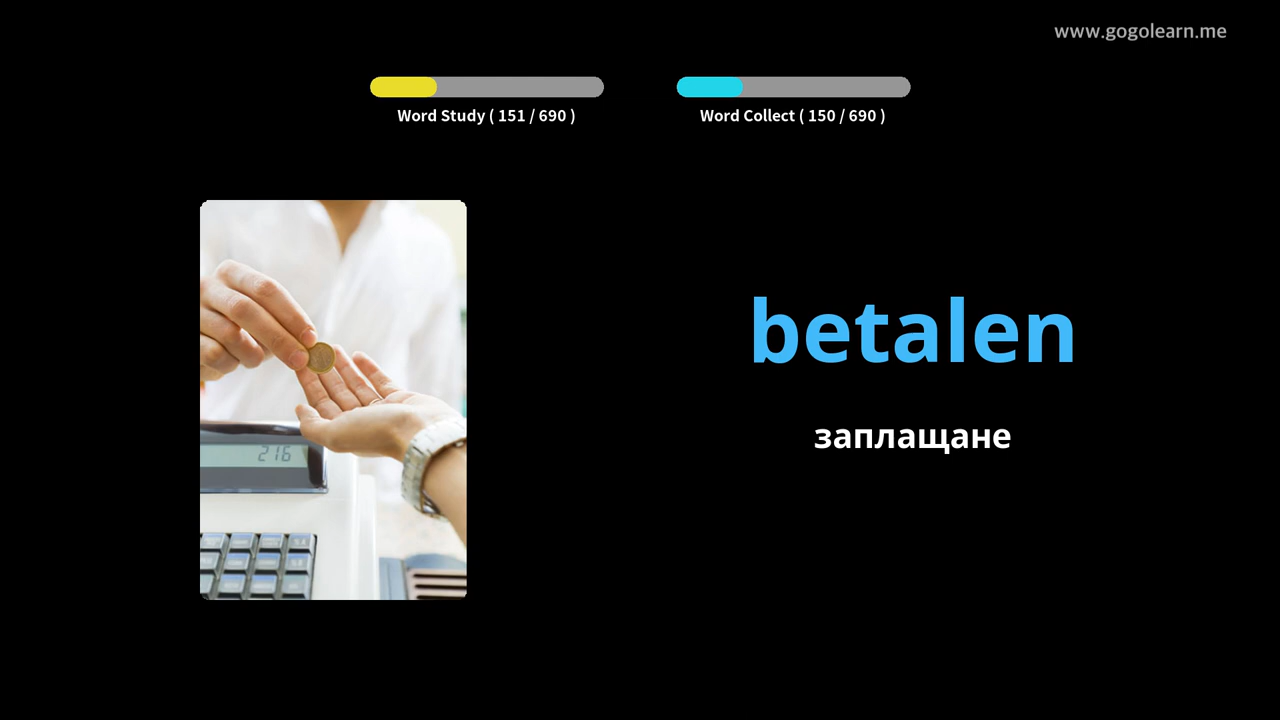 www.gogolearn.me
Word Study ( 151 / 690 )
Word Collect ( 150 / 690 )
betalen
заплащане
216